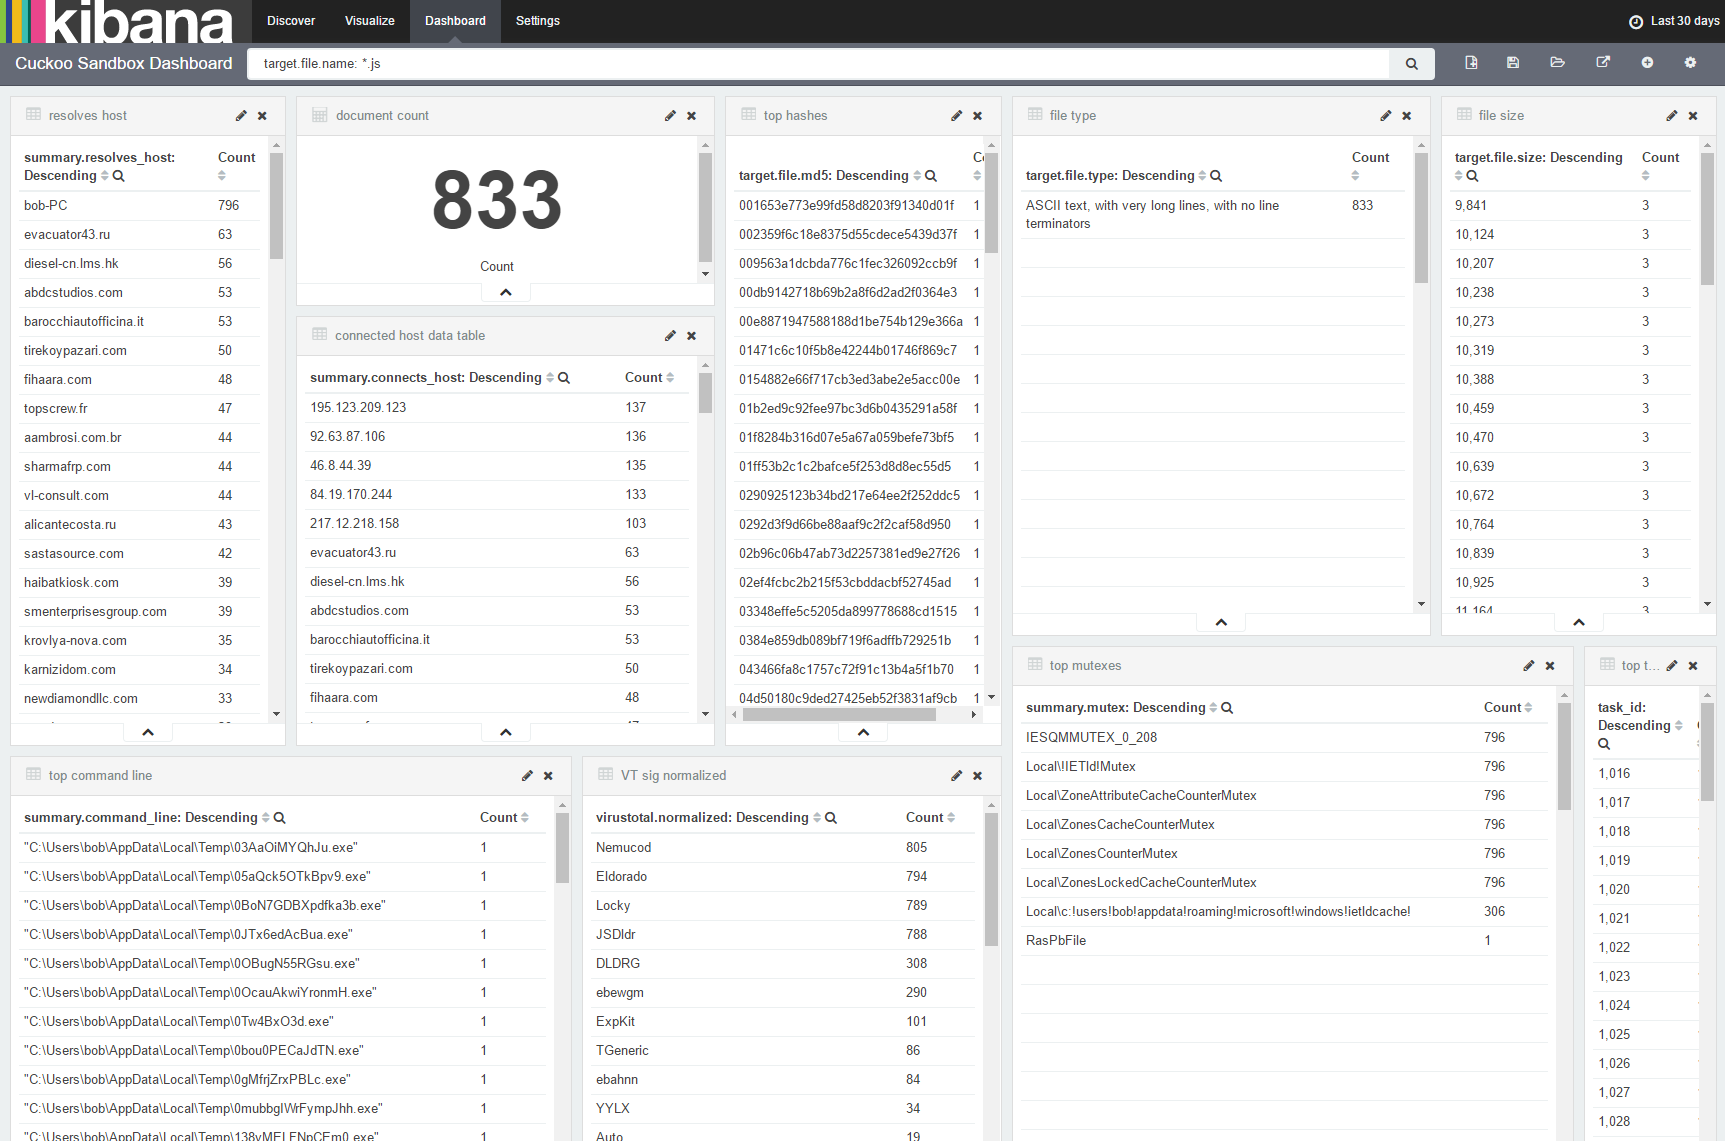 kibana
Discover
Visualize
Dashboard
Settings
Last 30 days
Cuckoo Sandbox Dashboard
target.file.name: *.js
resolves host
summary.resolves_host: Descending
Count
bob-PC 796
evacuator43.ru 63
diesel-cn.lms.hk 56
abdcstudios.com 53
barocchiautofficina.it 53
tirekoypazari.com 50
fihaara.com 48
topscrew.fr 47
aambrosi.com.br 44
sharmafrp.com 44
vl-consult.com 44
alicantecosta.ru 43
sastasource.com 42
haibatkiosk.com 39
smenterprisesgroup.com 39
krovlya-nova.com 35
karnizidom.com 34
newdiamondllc.com 33
document count
833
Count
connected host data table
summary.connects_host: Descending Count
195.123.209.123 137
92.63.87.106 136
46.8.44.39 135
84.19.170.244 133
217.12.218.158 103
evacuator43.ru 63
diesel-cn.lms.hk 56
abdcstudios.com 53
barocchiautofficina.it 53
tirekoypazari.com 50
fihaara.com 48
top hashes
target.file.md5: Descending
001653e773e99fd58d8203f91340d01f 1
002359f6c18e8375d55cdece5439d37f 1
009563a1dcbda776c1fec326092ccb9f 1
00db9142718b69b2a8f6d2ad2f0364e3 1
00e8871947588188d1be754b129e366a 1
01471c6c10f5b8e42244b01746f869c7 1
0154882e66f717cb3ed3abe2e5acc00e 1
01b2ed9c92fee97bc3d6b0435291a58f 1
01f8284b316d07e5a67a059befe73bf5 1
01ff53b2c1c2bafce5f253d8d8ec55d5 1
0290925123b34bd217e64ee2f252ddc5 1
0292d3f9d66be88aaf9c2f2caf58d950 1
02b96c06b47ab73d2257381ed9e27f26 1
02ef4fcbc2b215f53cbddacbf52745ad 1
03348effe5c5205da899778688cd1515 1
0384e859db089bf719f6adffb729251b 1
043466fa8c1757c72f91c13b4a5f1b70 1
04d50180c9ded27425eb52f3831af9cb 1
file type
target.file.type: Descending
Count
ASCII text, with very long lines, with no line 833
terminators
file size
target.file.size: Descending
Count
9,841 3
10,124 3
10,207 3
10,238 3
10,273 3
10,319 3
10,388 3
10,459 3
10,470 3
10,639 3
10,672 3
10,764 3
10,839 3
10,925 3
11,164 3
top mutexes
summary.mutex: Descending Count
IESQMMUTEX_0_208 796
Local\!IETld!Mutex 796
Local\ZoneAttributeCacheCounterMutex 796
Local\ZonesCacheCounterMutex 796
Local\ZonesCounterMutex 796
Local\ZonesLockedCacheCounterMutex 796
Local\c:!users!bob!appdata!roaming!microsoft!windows!ietldcache! 306
RasPbFile 1
top t...
task_id:
Descending
1,016
1,017
1,018
1,019
1,020
1,021
1,022
1,023
1,024
1,025
1,026
1,027
1,028
top command line
summary.command_line: Descending Count
"C:\Users\bob\AppData\Local\Temp\03AaOiMYQhJu.exe" 1
"C:\Users\bob\AppData\Local\Temp\05aQck5OTkBpv9.exe" 1
"C:\Users\bob\AppData\Local\Temp\0BoN7GDBXpdfka3b.exe" 1
"C:\Users\bob\AppData\Local\Temp\0JTx6edAcBua.exe" 1
"C:\Users\bob\AppData\Local\Temp\0OBugN55RGsu.exe" 1
"C:\Users\bob\AppData\Local\Temp\0OcauAkwiYronmH.exe" 1
"C:\Users\bob\AppData\Local\Temp\0Tw4BxO3d.exe" 1
"C:\Users\bob\AppData\Local\Temp\0bou0PECaJdTN.exe" 1
"C:\Users\bob\AppData\Local\Temp\0gMfrjZrxPBLc.exe" 1
"C:\Users\bob\AppData\Local\Temp\0mubbgIWrFympJhh.exe" 1
VT sig normalized
virustotal.normalized: Descending Count
Nemucod 805
Eldorado 794
Locky 789
JSDldr 788
DLDRG 308
ebewgm 290
ExpKit 101
TGeneric 86
ebahnn 84
YYLX 34
Auto 19